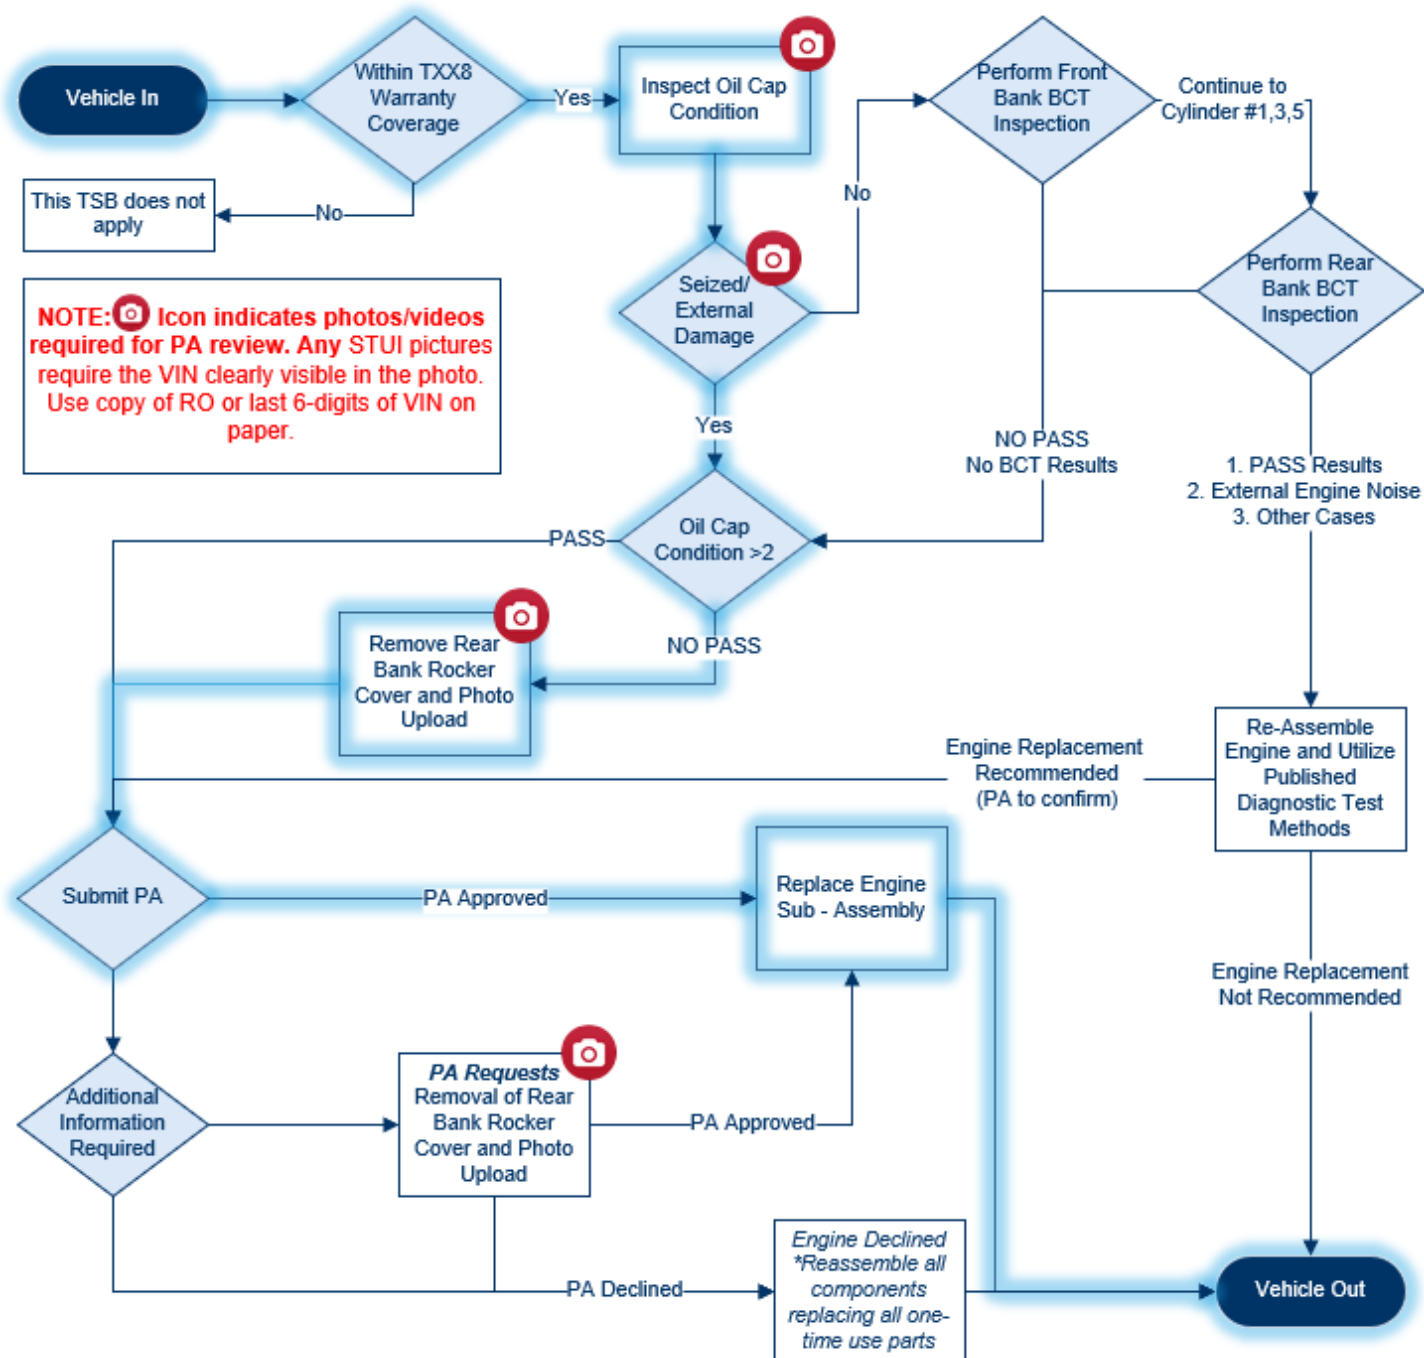 Vehicle In
Within TXX8
Warranty
Coverage
Yes
Inspect Oil Cap
Condition
Perform Front
Bank BCT
Inspection
Continue to
Cylinder #1,3,5
This TSB does not
apply
No
No
Seized/
External
Damage
Perform Rear
Bank BCT
Inspection
NOTE: Icon indicates photos/videos
required for PA review. Any STUI pictures
require the VIN clearly visible in the photo.
Use copy of RO or last 6-digits of VIN on
paper.
Yes
NO PASS
No BCT Results
1. PASS Results
2. External Engine Noise
3. Other Cases
PASS
Oil Cap
Condition >2
NO PASS
Remove Rear
Bank Rocker
Cover and Photo
Upload
Engine Replacement
Recommended
(PA to confirm)
Re-Assemble
Engine and Utilize
Published
Diagnostic Test
Methods
Submit PA
PA Approved
Replace Engine
Sub - Assembly
Engine Replacement
Not Recommended
Additional
Information
Required
PA Requests
Removal of Rear
Bank Rocker
Cover and Photo
Upload
PA Approved
PA Declined
Engine Declined
*Reassemble all
components
replacing all one-
time use parts
Vehicle Out